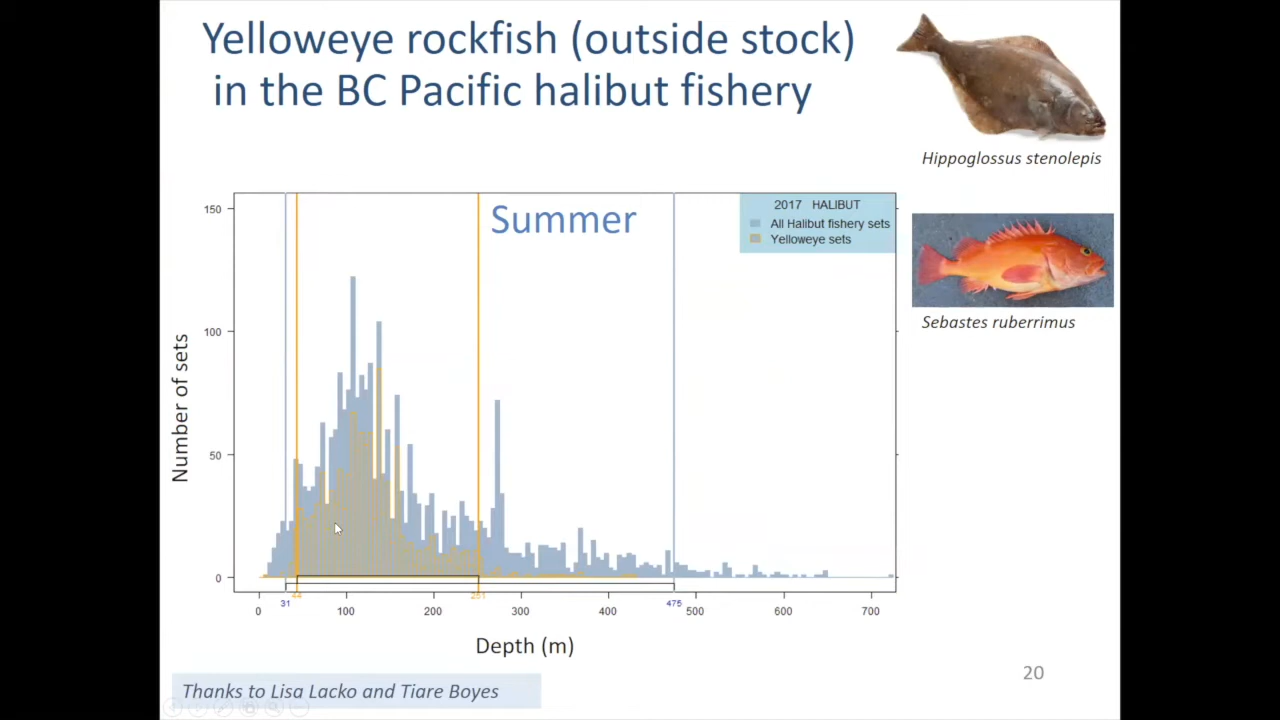 Yelloweye rockfish (outside stock)
in the BC Pacific halibut fishery
Hippoglossus stenolepis
Sebastes ruberrimus
Summer
2017 HALIBUT
All Halibut fishery sets
Yelloweye sets
Number of sets
150
100
50
0
31
44
251
475
0
100
200
300
400
500
600
700
Depth (m)
Thanks to Lisa Lacko and Tiare Boyes
20